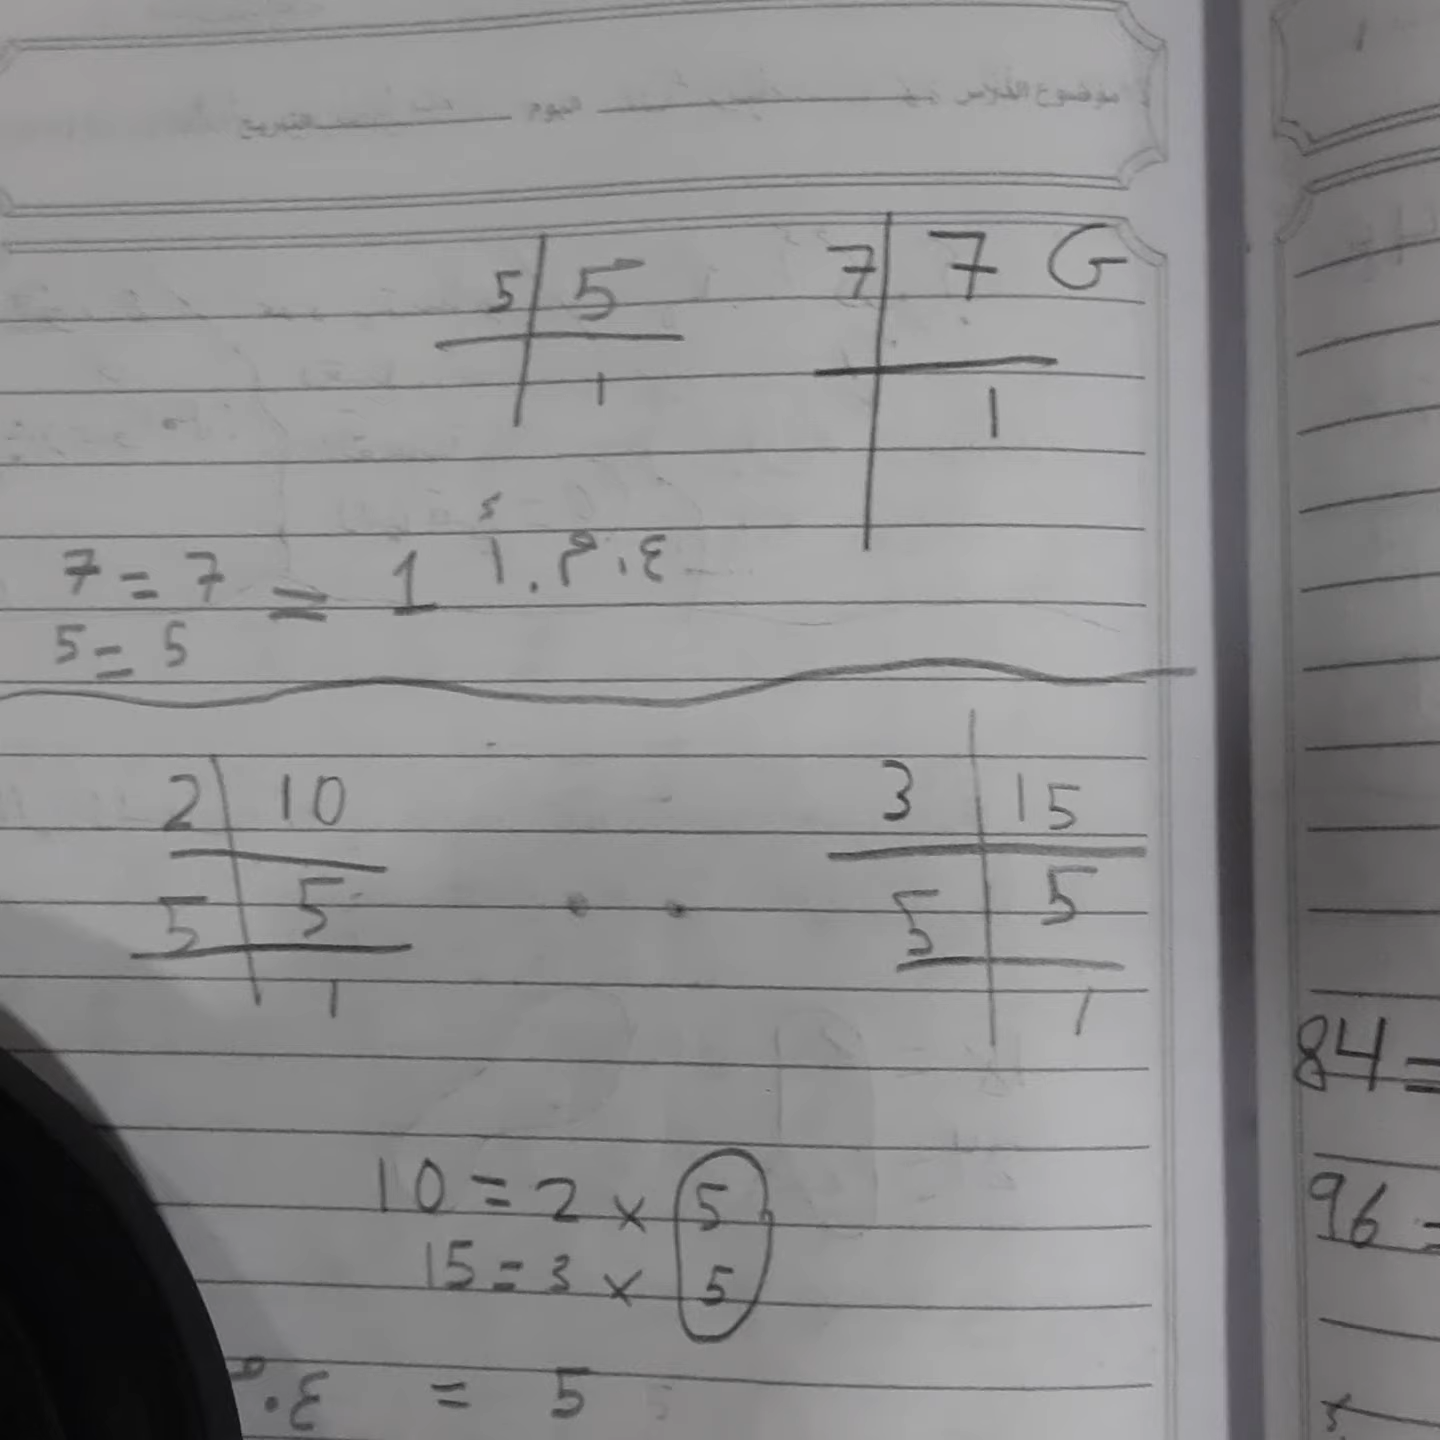 موضوع الدرس اليوم التاريخ
5 | 5
1
7 | 7 G
1
7 = 7 = 1 ع.م.أ
5 = 5
2 | 10
5 | 5
1
3 | 15
5 | 5
1
10 = 2 × 5
15 = 3 × 5
ع.م = 5
84 =
96 =